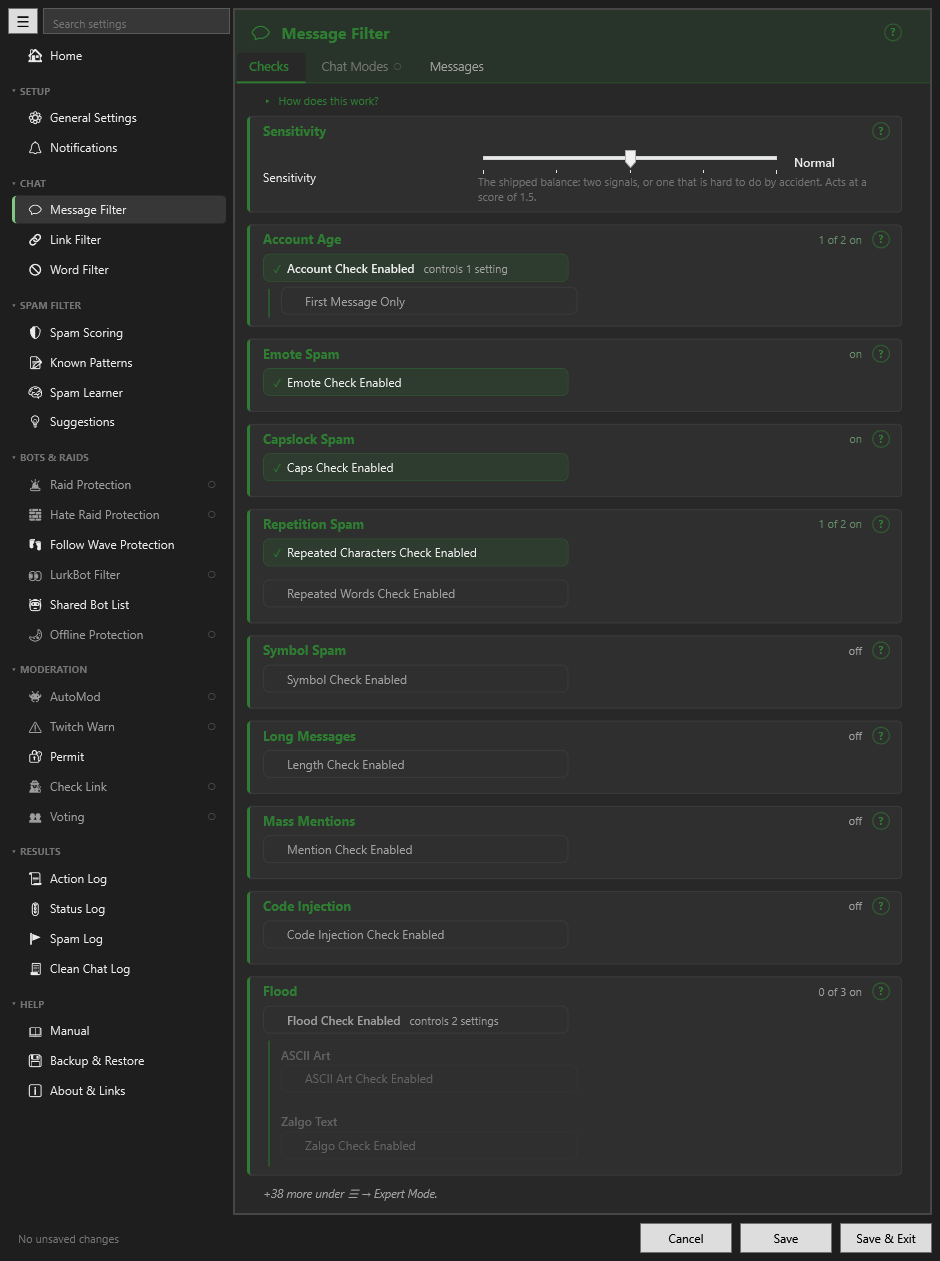 Search settings
Home
SETUP
General Settings
Notifications
CHAT
Message Filter
Link Filter
Word Filter
SPAM FILTER
Spam Scoring
Known Patterns
Spam Learner
Suggestions
BOTS & RAIDS
Raid Protection
Hate Raid Protection
Follow Wave Protection
LurkBot Filter
Shared Bot List
Offline Protection
MODERATION
AutoMod
Twitch Warn
Permit
Check Link
Voting
RESULTS
Action Log
Status Log
Spam Log
Clean Chat Log
HELP
Manual
Backup & Restore
About & Links
Message Filter ?
Checks Chat Modes Messages
How does this work?
Sensitivity ?
Sensitivity Normal
The shipped balance: two signals, or one that is hard to do by accident. Acts at a
score of 1.5.
Account Age 1 of 2 on ?
✓ Account Check Enabled controls 1 setting
First Message Only
Emote Spam on ?
✓ Emote Check Enabled
Capslock Spam on ?
✓ Caps Check Enabled
Repetition Spam 1 of 2 on ?
✓ Repeated Characters Check Enabled
Repeated Words Check Enabled
Symbol Spam off ?
Symbol Check Enabled
Long Messages off ?
Length Check Enabled
Mass Mentions off ?
Mention Check Enabled
Code Injection off ?
Code Injection Check Enabled
Flood 0 of 3 on ?
Flood Check Enabled controls 2 settings
ASCII Art
ASCII Art Check Enabled
Zalgo Text
Zalgo Check Enabled
+38 more under ☰ → Expert Mode.
No unsaved changes
Cancel Save Save & Exit